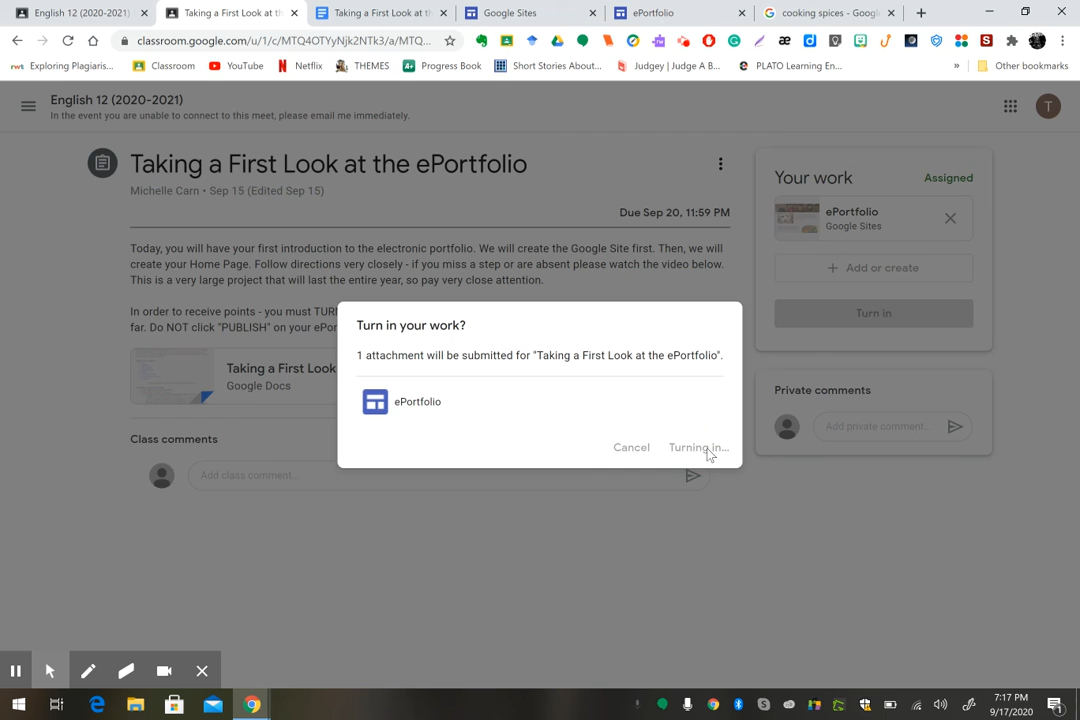 English 12 (2020-2021)
Taking a First Look at th
Taking a First Look at th
Google Sites
ePortfolio
cooking spices - Googl
classroom.google.com/u/1/c/MTQ4OTYyNjk2NTk3/a/MTQ...
rwt Exploring Plagiaris...
Classroom
YouTube
Netflix
THEMES
Progress Book
Short Stories About...
Judgey | Judge A B...
PLATO Learning En...
»
Other bookmarks
English 12 (2020-2021)
In the event you are unable to connect to this meet, please email me immediately.
T
Taking a First Look at the ePortfolio
Michelle Carn • Sep 15 (Edited Sep 15)
Due Sep 20, 11:59 PM
Today, you will have your first introduction to the electronic portfolio. We will create the Google Site first. Then, we will
create your Home Page. Follow directions very closely - if you miss a step or are absent please watch the video below.
This is a very large project that will last the entire year, so pay very close attention.
In order to receive points - you must TUR
far. Do NOT click "PUBLISH" on your ePor
Taking a First Look
Google Docs
Class comments
Add class comment...
Your work
Assigned
ePortfolio
Google Sites
+ Add or create
Turn in
Private comments
Add private comment...
Turn in your work?
1 attachment will be submitted for "Taking a First Look at the ePortfolio".
ePortfolio
Cancel
Turning in...
7:17 PM
9/17/2020